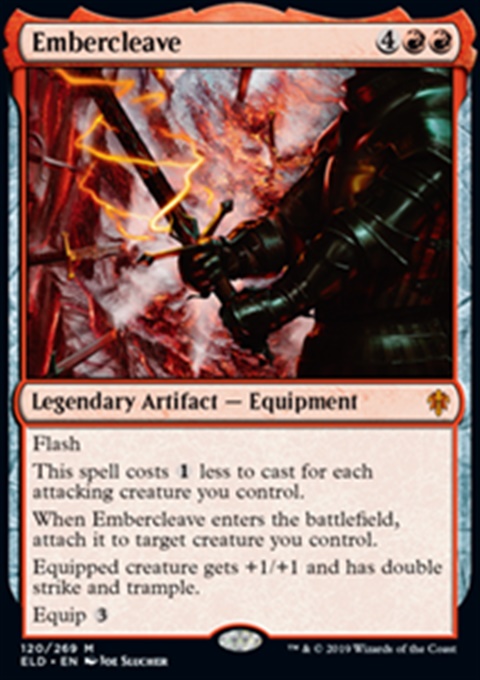 Embercleave 4
Legendary Artifact — Equipment
Flash
This spell costs 1 less to cast for each
attacking creature you control.
When Embercleave enters the battlefield,
attach it to target creature you control.
Equipped creature gets +1/+1 and has double
strike and trample.
Equip 3
120/269 M ™ & © 2019 Wizards of the Coast
ELD • EN Joe Slucher